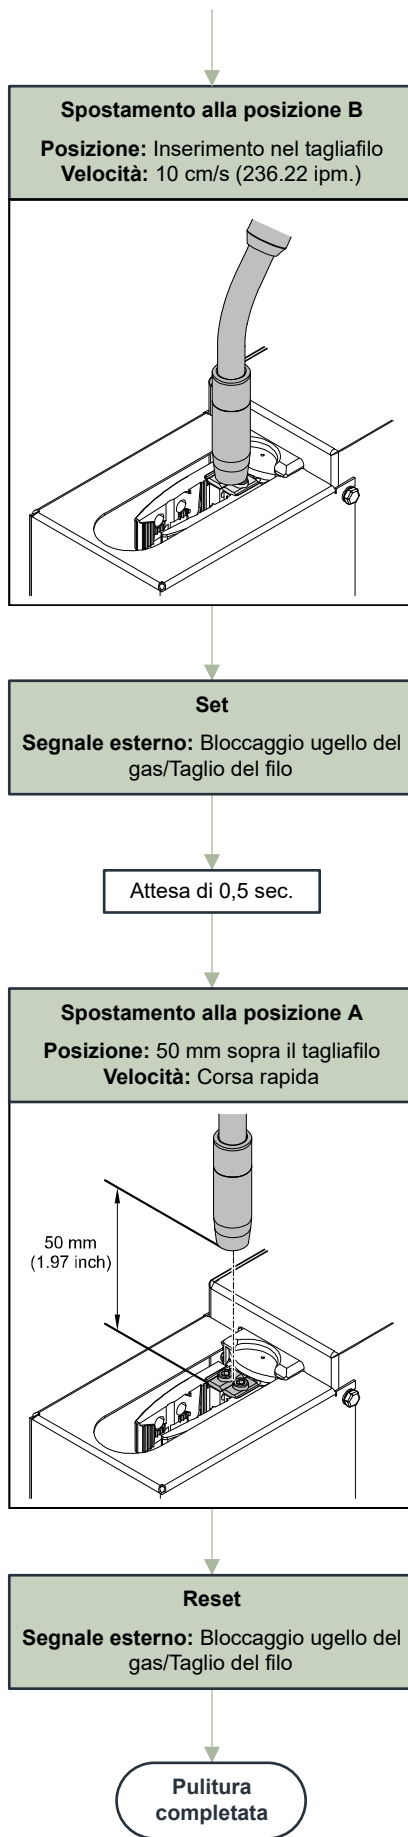 Spostamento alla posizione B
Posizione: Inserimento nel tagliafilo
Velocità: 10 cm/s (236.22 ipm.)
Set
Segnale esterno: Bloccaggio ugello del
gas/Taglio del filo
Attesa di 0,5 sec.
Spostamento alla posizione A
Posizione: 50 mm sopra il tagliafilo
Velocità: Corsa rapida
50 mm
(1.97 inch)
Reset
Segnale esterno: Bloccaggio ugello del
gas/Taglio del filo
Pulitura
completata